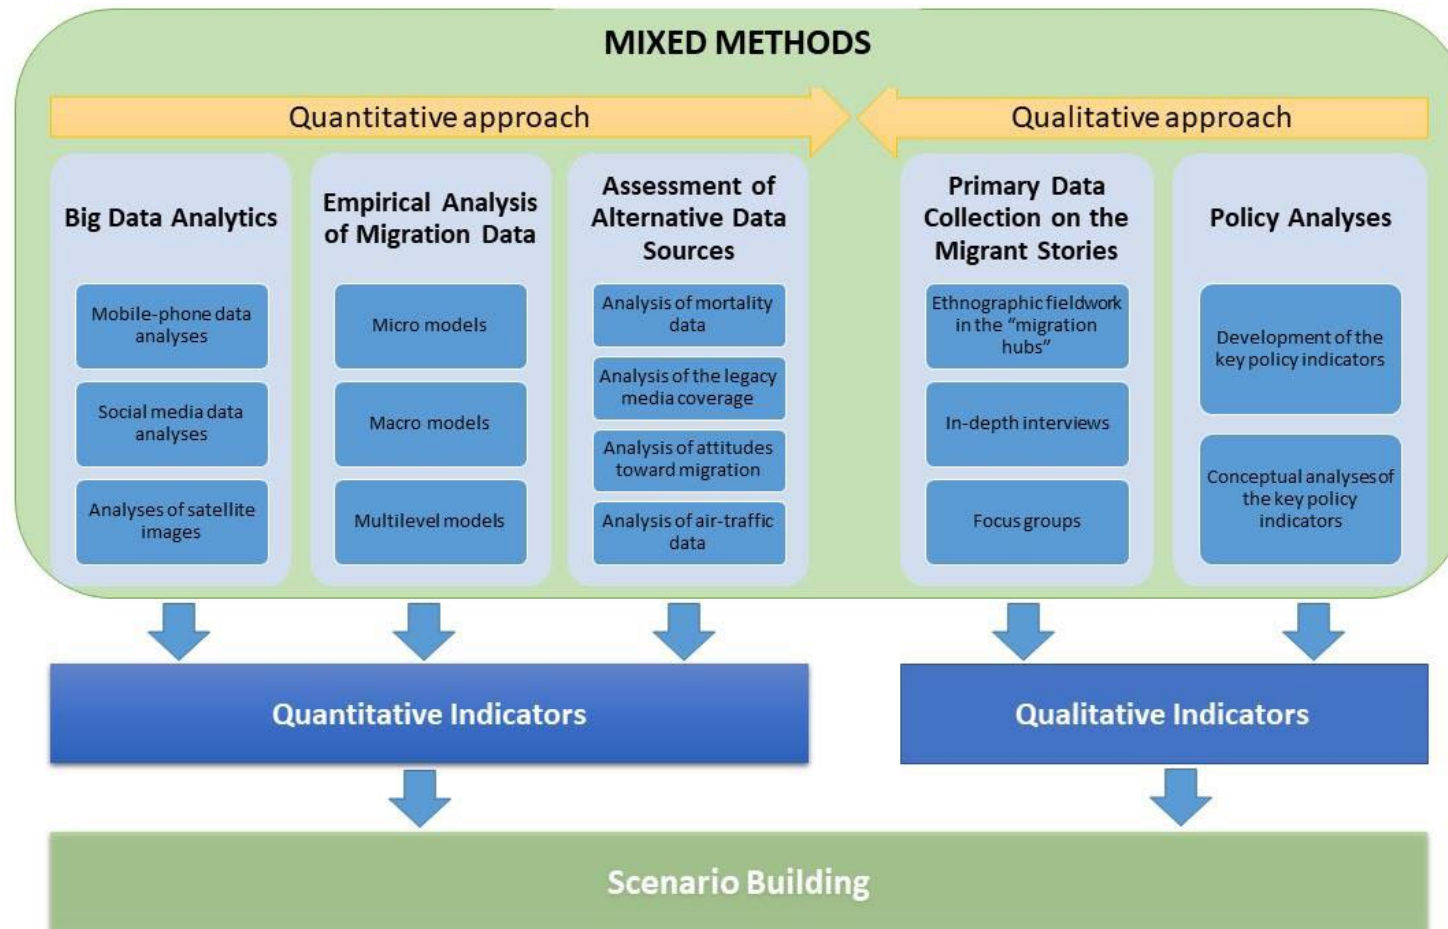 MIXED METHODS
Quantitative approach
Qualitative approach
Big Data Analytics
Mobile-phone data
analyses
Social media data
analyses
Analyses of satellite
images
Empirical Analysis
of Migration Data
Micro models
Macro models
Multilevel models
Assessment of
Alternative Data
Sources
Analysis of mortality
data
Analysis of the legacy
media coverage
Analysis of attitudes
toward migration
Analysis of air-traffic
data
Primary Data
Collection on the
Migrant Stories
Ethnographic fieldwork
in the “migration
hubs”
In-depth interviews
Focus groups
Policy Analyses
Development of the
key policy indicators
Conceptual analyses of
the key policy
indicators
Quantitative Indicators
Qualitative Indicators
Scenario Building